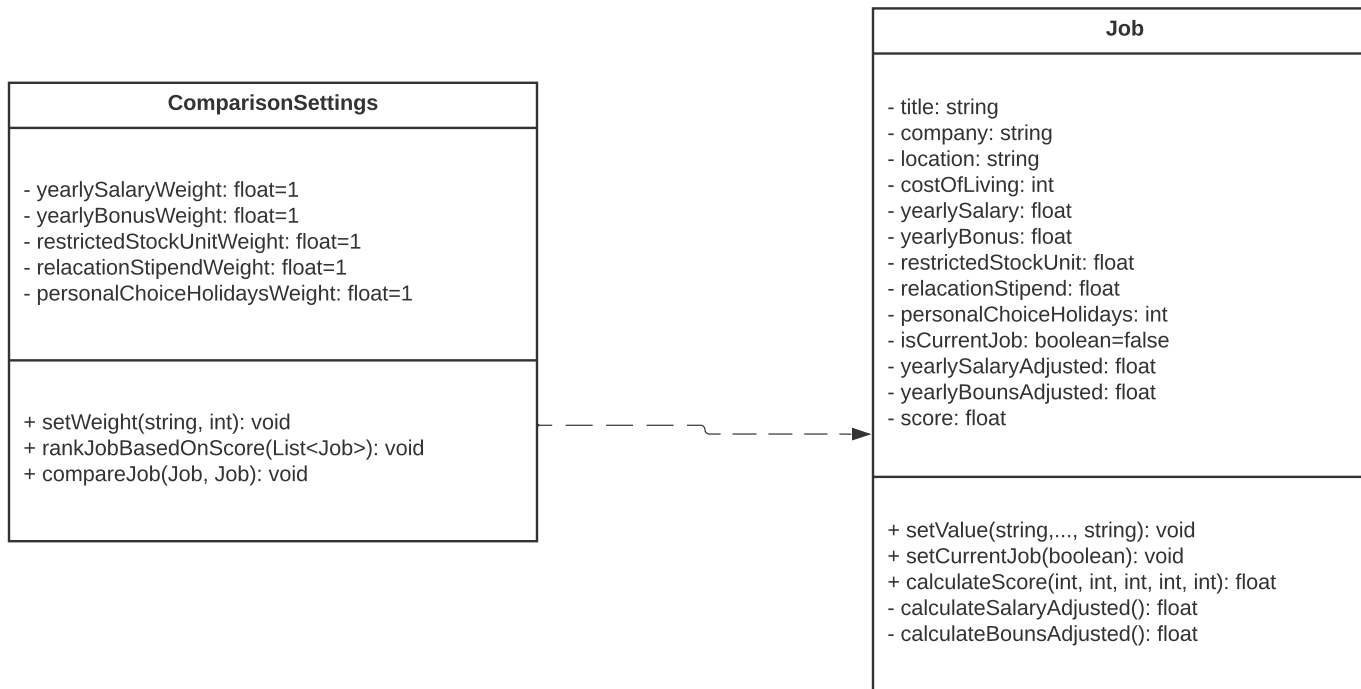 ComparisonSettings
- yearlySalaryWeight: float=1
- yearlyBonusWeight: float=1
- restrictedStockUnitWeight: float=1
- relacationStipendWeight: float=1
- personalChoiceHolidaysWeight: float=1
+ setWeight(string, int): void
+ rankJobBasedOnScore(List<Job>): void
+ compareJob(Job, Job): void
Job
- title: string
- company: string
- location: string
- costOfLiving: int
- yearlySalary: float
- yearlyBonus: float
- restrictedStockUnit: float
- relacationStipend: float
- personalChoiceHolidays: int
- isCurrentJob: boolean=false
- yearlySalaryAdjusted: float
- yearlyBounsAdjusted: float
- score: float
+ setValue(string,..., string): void
+ setCurrentJob(boolean): void
+ calculateScore(int, int, int, int, int): float
- calculateSalaryAdjusted(): float
- calculateBounsAdjusted(): float